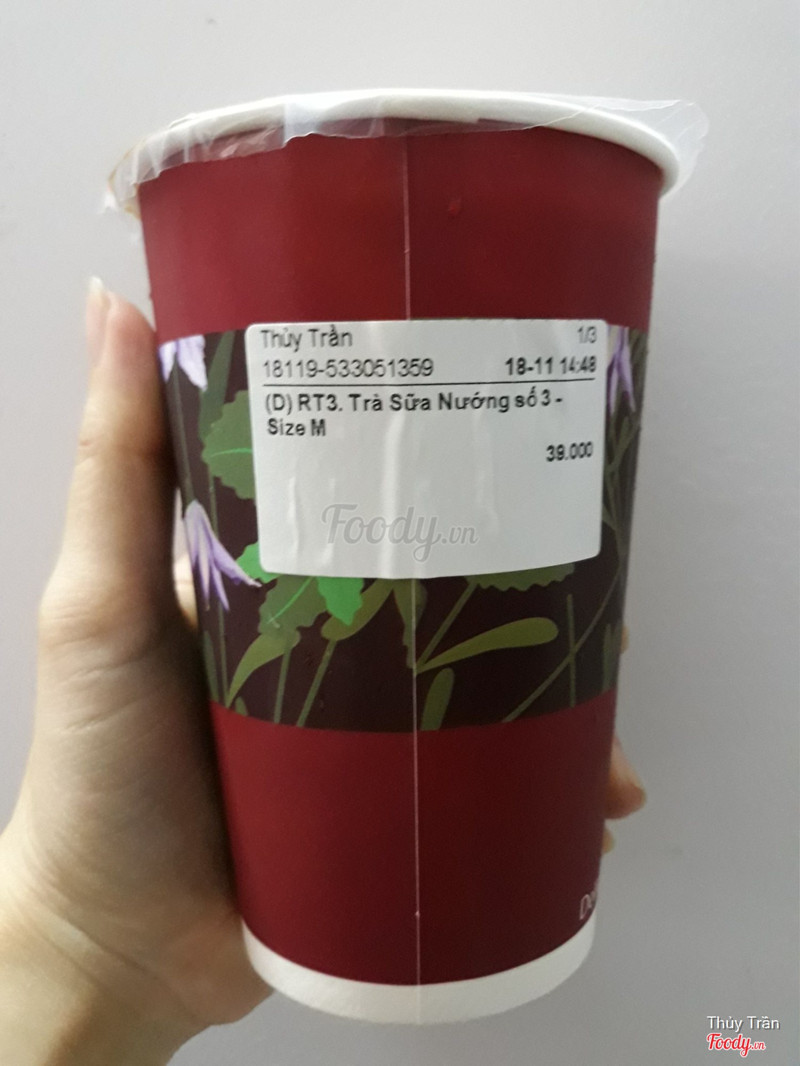 Thủy Trần 1/3
18119-533051359 18-11 14:48
(D) RT3. Trà Sữa Nướng số 3 -
Size M
39.000
Foody.vn
Thủy Trần
Foody.vn